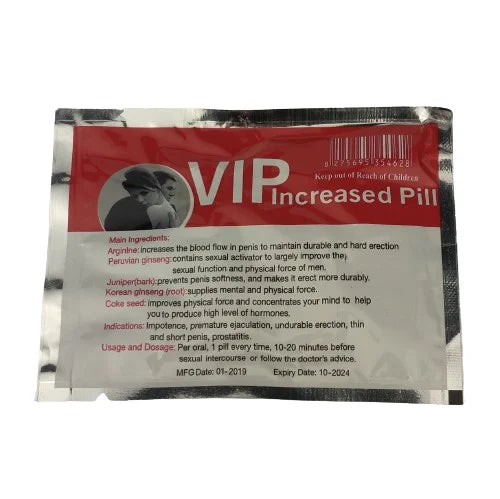 8 275695 354628
Keep out of Reach of Children
VIP Increased Pill
Main Ingredients:
Arginine: increases the blood flow in penis to maintain durable and hard erection
Peruvian ginseng: contains sexual activator to largely improve the
sexual function and physical force of men.
Juniper(bark): prevents penis softness, and makes it erect more durably.
Korean ginseng (root): supplies mental and physical force.
Coke seed: improves physical force and concentrates your mind to help
you to produce high level of hormones.
Indications: Impotence, premature ejaculation, undurable erection, thin
and short penis, prostatitis.
Usage and Dosage: Per oral, 1 pill every time, 10-20 minutes before
sexual intercourse or follow the doctor's advice.
MFG Date: 01-2019 Expiry Date: 10-2024